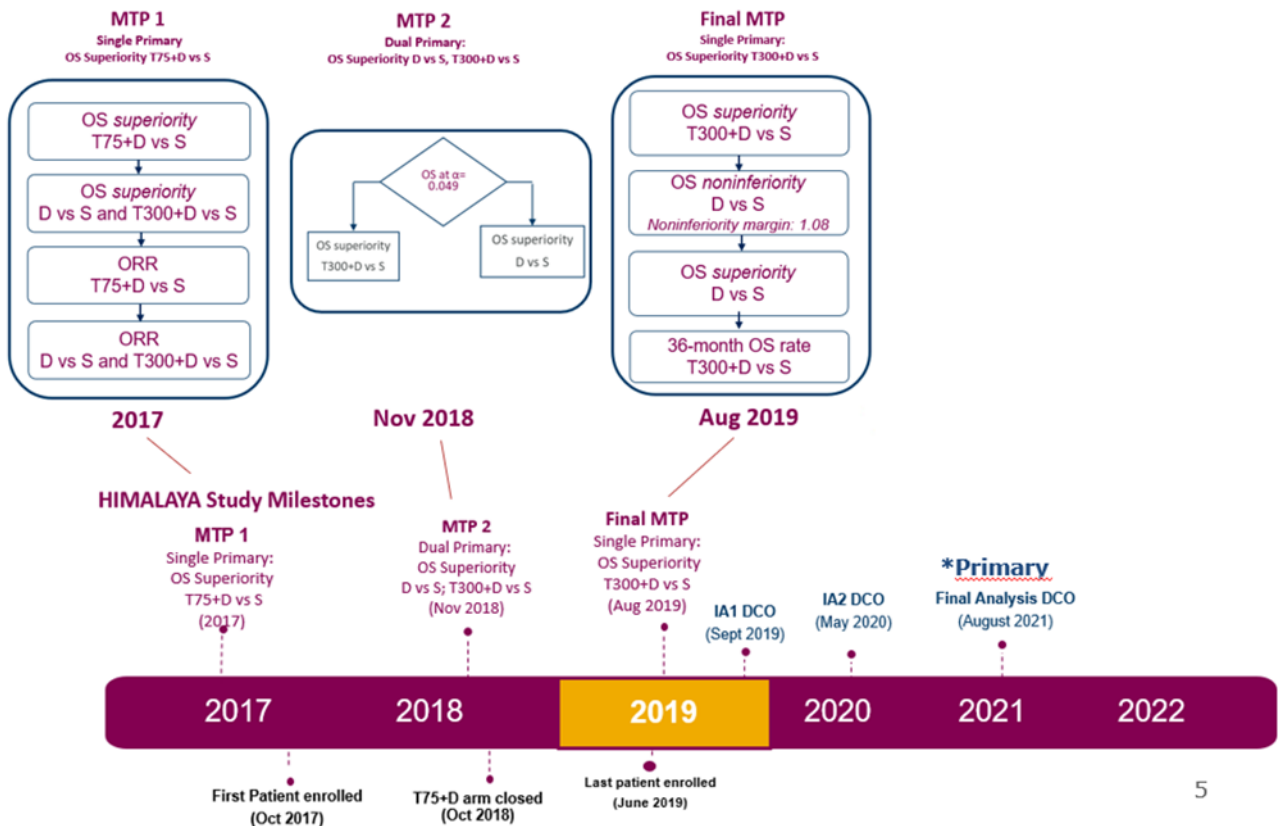 MTP 1
Single Primary
OS Superiority T75+D vs S
OS superiority
T75+D vs S
OS superiority
D vs S and T300+D vs S
ORR
T75+D vs S
ORR
D vs S and T300+D vs S
2017
MTP 2
Dual Primary:
OS Superiority D vs S, T300+D vs S
OS at α=
0.049
OS superiority
T300+D vs S
OS superiority
D vs S
Nov 2018
Final MTP
Single Primary:
OS Superiority T300+D vs S
OS superiority
T300+D vs S
OS noninferiority
D vs S
Noninferiority margin: 1.08
OS superiority
D vs S
36-month OS rate
T300+D vs S
Aug 2019
HIMALAYA Study Milestones
MTP 1
Single Primary:
OS Superiority
T75+D vs S
(2017)
MTP 2
Dual Primary:
OS Superiority
D vs S; T300+D vs S
(Nov 2018)
Final MTP
Single Primary:
OS Superiority
T300+D vs S
(Aug 2019)
IA1 DCO
(Sept 2019)
IA2 DCO
(May 2020)
*Primary
Final Analysis DCO
(August 2021)
2017
2018
2019
2020
2021
2022
First Patient enrolled
(Oct 2017)
T75+D arm closed
(Oct 2018)
Last patient enrolled
(June 2019)
5